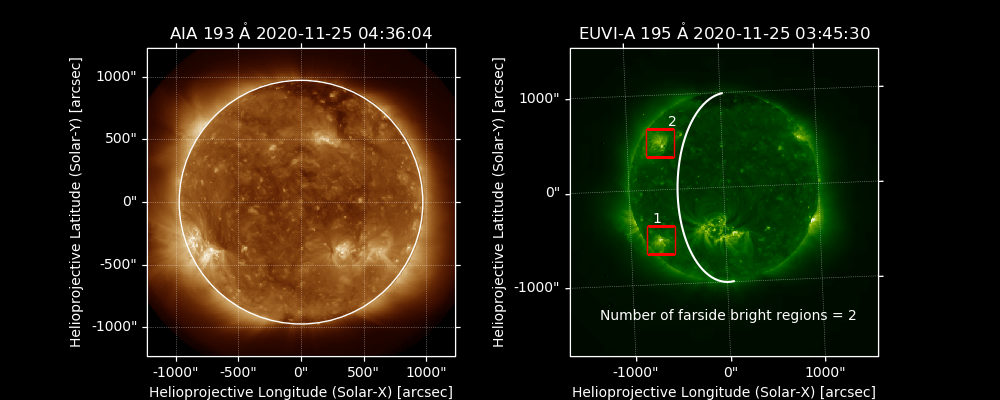 AIA 193 Å 2020-11-25 04:36:04
Helioprojective Latitude (Solar-Y) [arcsec]
1000"
500"
0"
-500"
-1000"
-1000"
-500"
0"
500"
1000"
Helioprojective Longitude (Solar-X) [arcsec]
EUVI-A 195 Å 2020-11-25 03:45:30
Helioprojective Latitude (Solar-Y) [arcsec]
1000"
0"
-1000"
2
1
Number of farside bright regions = 2
-1000"
0"
1000"
Helioprojective Longitude (Solar-X) [arcsec]